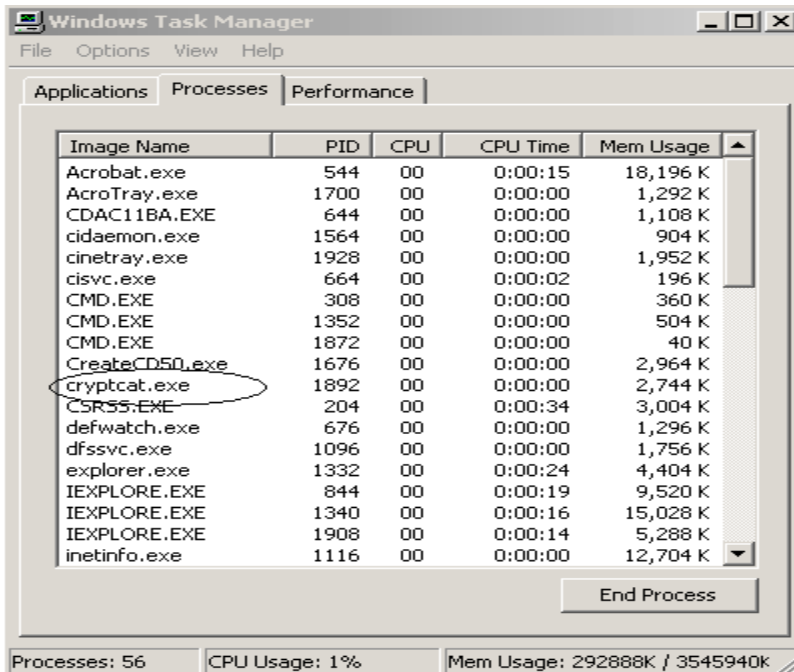 Windows Task Manager
File Options View Help
Applications Processes Performance
Image Name PID CPU CPU Time Mem Usage
Acrobat.exe 544 00 0:00:15 18,196 K
AcroTray.exe 1700 00 0:00:00 1,292 K
CDAC11BA.EXE 644 00 0:00:00 1,108 K
cidaemon.exe 1564 00 0:00:00 904 K
cinetray.exe 1928 00 0:00:00 1,952 K
cisvc.exe 664 00 0:00:02 196 K
CMD.EXE 308 00 0:00:00 360 K
CMD.EXE 1352 00 0:00:00 504 K
CMD.EXE 1872 00 0:00:00 40 K
CreateCD50.exe 1676 00 0:00:00 2,964 K
cryptcat.exe 1892 00 0:00:00 2,744 K
CSRSS.EXE 204 00 0:00:34 3,004 K
defwatch.exe 676 00 0:00:00 1,296 K
dfssvc.exe 1096 00 0:00:00 1,756 K
explorer.exe 1332 00 0:00:24 4,404 K
IEXPLORE.EXE 844 00 0:00:19 9,520 K
IEXPLORE.EXE 1340 00 0:00:16 15,028 K
IEXPLORE.EXE 1908 00 0:00:14 5,288 K
inetinfo.exe 1116 00 0:00:00 12,704 K
End Process
Processes: 56 CPU Usage: 1% Mem Usage: 292888K / 3545940K